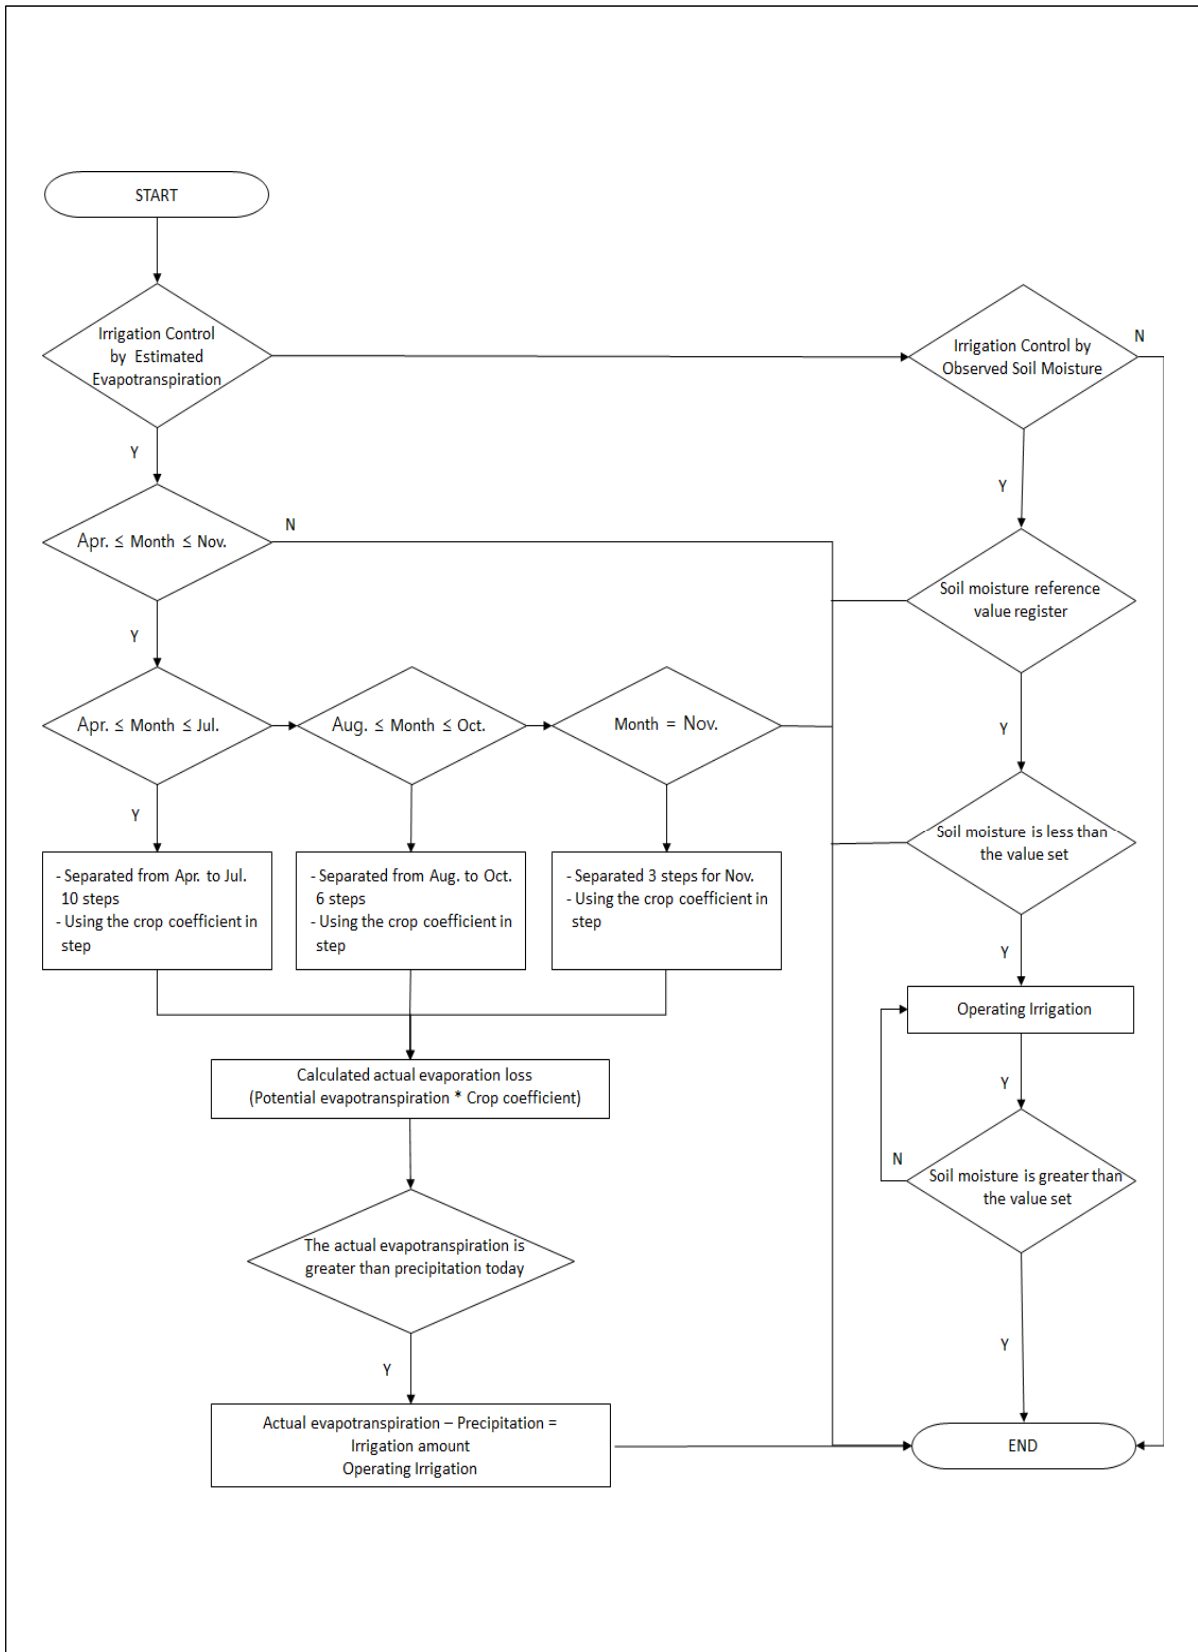 START
Irrigation Control
by Estimated
Evapotranspiration
Irrigation Control by
Observed Soil Moisture
N
Y
Y
Apr. ≤ Month ≤ Nov.
N
Soil moisture reference
value register
Y
Y
Apr. ≤ Month ≤ Jul.
Aug. ≤ Month ≤ Oct.
Month = Nov.
Y
Soil moisture is less than
the value set
- Separated from Apr. to Jul.
10 steps
- Using the crop coefficient in
step
- Separated from Aug. to Oct.
6 steps
- Using the crop coefficient in
step
- Separated 3 steps for Nov.
- Using the crop coefficient in
step
Y
Operating Irrigation
Y
Calculated actual evaporation loss
(Potential evapotranspiration * Crop coefficient)
N
Soil moisture is greater than
the value set
The actual evapotranspiration is
greater than precipitation today
Y
Y
Actual evapotranspiration – Precipitation =
Irrigation amount
Operating Irrigation
END